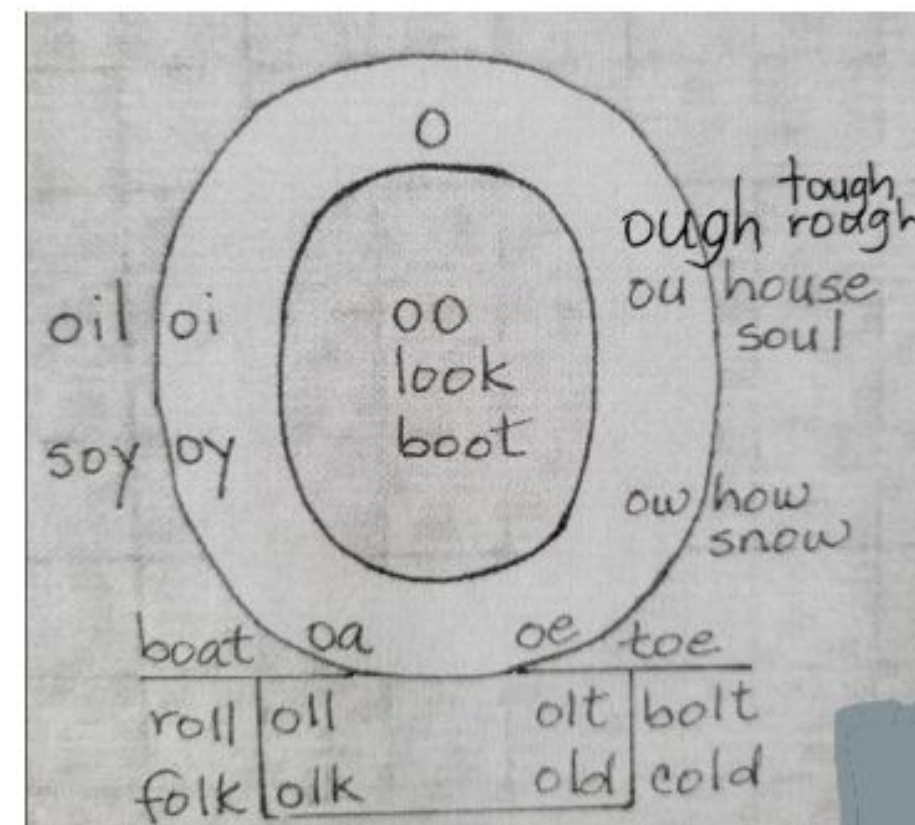 O
tough
ough rough
ou house
soul
oil oi
oo
look
boot
soy oy
ow how
snow
boat oa
oe toe
roll oll
olt bolt
folk olk
old cold